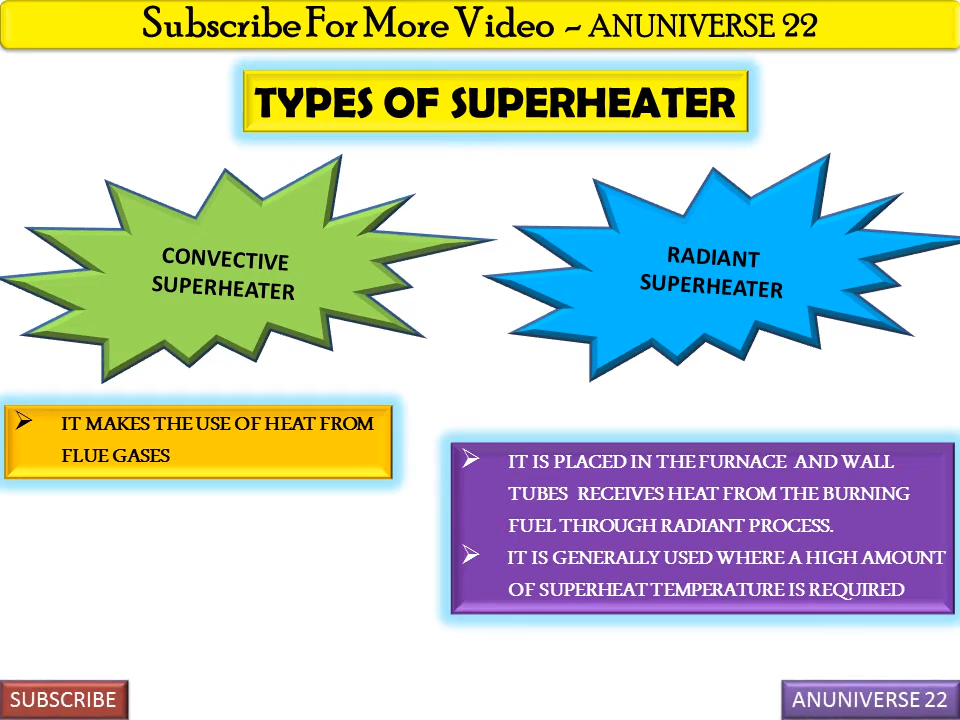 Subscribe For More Video - ANUNIVERSE 22
TYPES OF SUPERHEATER
CONVECTIVE
SUPERHEATER
RADIANT
SUPERHEATER
IT MAKES THE USE OF HEAT FROM
FLUE GASES
IT IS PLACED IN THE FURNACE AND WALL
TUBES RECEIVES HEAT FROM THE BURNING
FUEL THROUGH RADIANT PROCESS.
IT IS GENERALLY USED WHERE A HIGH AMOUNT
OF SUPERHEAT TEMPERATURE IS REQUIRED
SUBSCRIBE
ANUNIVERSE 22